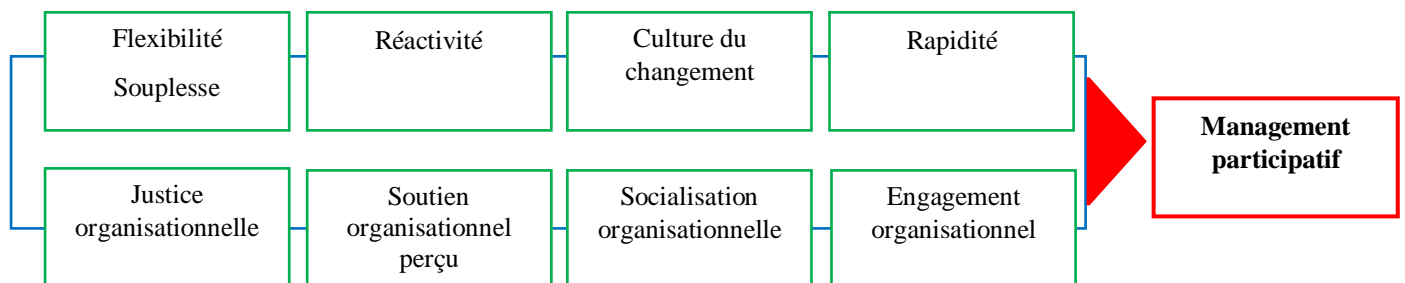 Flexibilité
Souplesse
Réactivité
Culture du
changement
Rapidité
Management
participatif
Justice
organisationnelle
Soutien
organisationnel
perçu
Socialisation
organisationnelle
Engagement
organisationnel